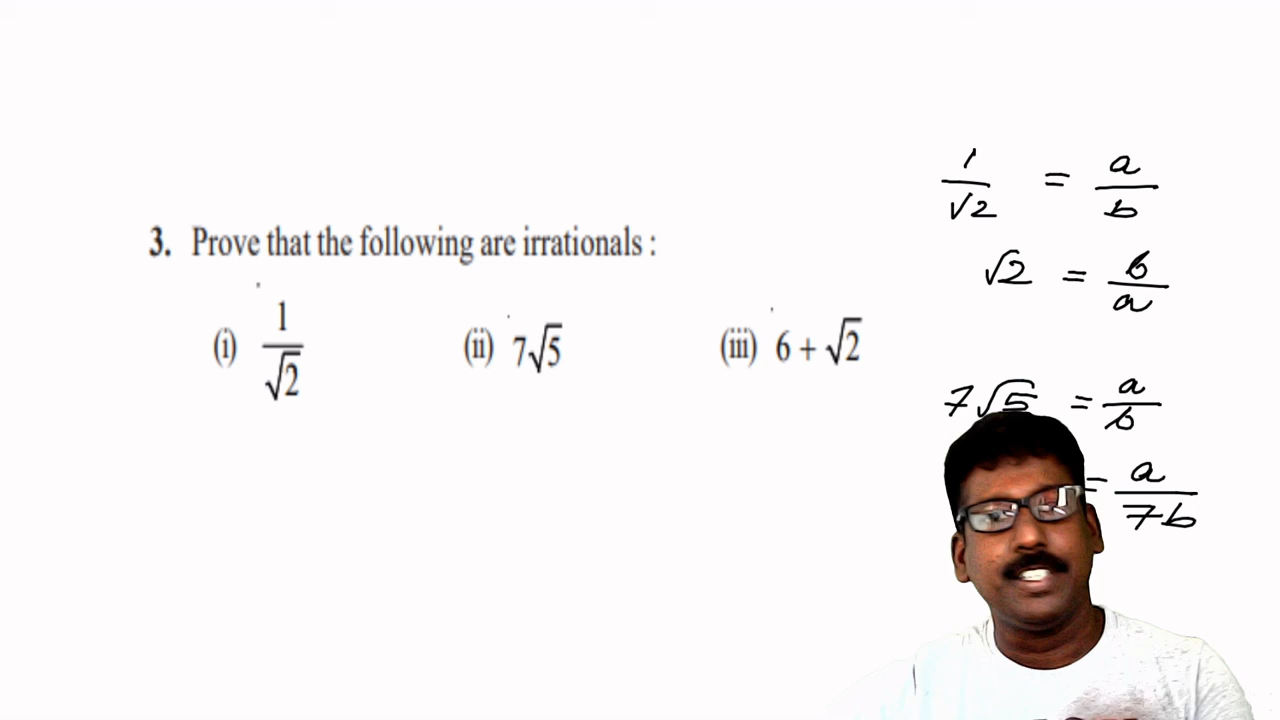 3. Prove that the following are irrationals :
(i) 1/√2 (ii) 7√5 (iii) 6 + √2
1/√2 = a/b
√2 = b/a
7√5 = a/b
= a/7b